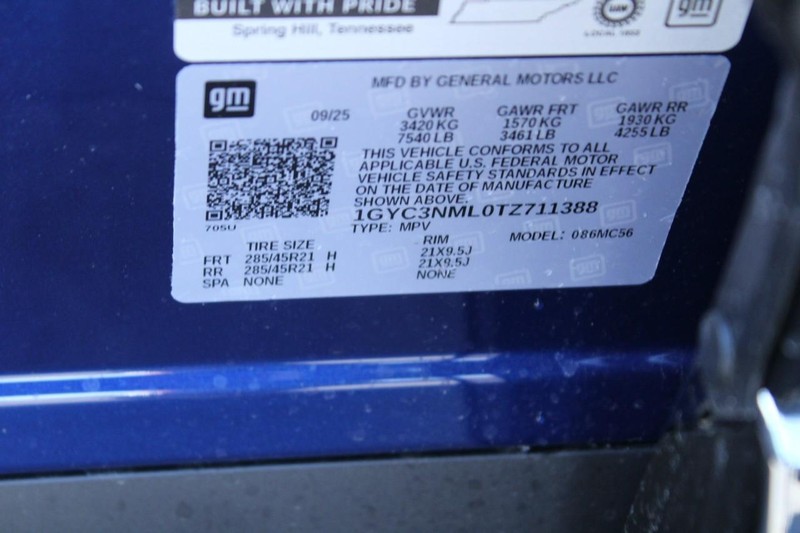 BUILT WITH PRIDE
Spring Hill, Tennessee
LOCAL 1853
gm
gm
MFD BY GENERAL MOTORS LLC
09/25 GVWR GAWR FRT GAWR RR
3420 KG 1570 KG 1930 KG
7540 LB 3461 LB 4255 LB
THIS VEHICLE CONFORMS TO ALL
APPLICABLE U.S. FEDERAL MOTOR
VEHICLE SAFETY STANDARDS IN EFFECT
ON THE DATE OF MANUFACTURE
SHOWN ABOVE.
1GYC3NML0TZ711388
705U
TYPE: MPV MODEL: 086MC56
TIRE SIZE RIM
FRT 285/45R21 H 21X9.5J
RR 285/45R21 H 21X9.5J
SPA NONE NONE